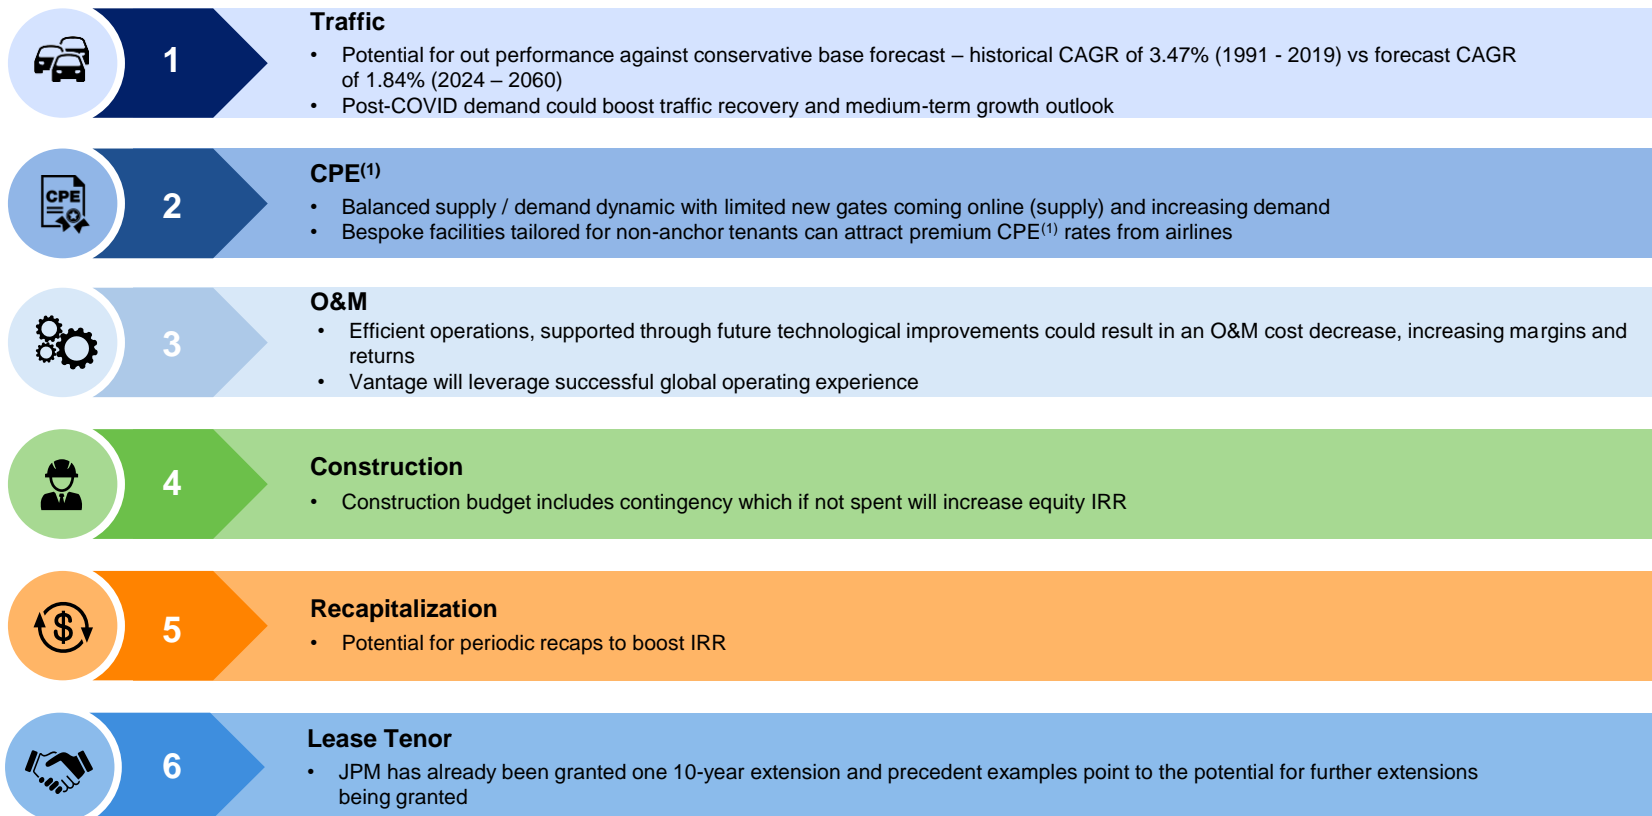 1
Traffic
• Potential for out performance against conservative base forecast – historical CAGR of 3.47% (1991 - 2019) vs forecast CAGR
of 1.84% (2024 – 2060)
• Post-COVID demand could boost traffic recovery and medium-term growth outlook
CPE
2
CPE(1)
• Balanced supply / demand dynamic with limited new gates coming online (supply) and increasing demand
• Bespoke facilities tailored for non-anchor tenants can attract premium CPE(1) rates from airlines
3
O&M
• Efficient operations, supported through future technological improvements could result in an O&M cost decrease, increasing margins and
returns
• Vantage will leverage successful global operating experience
4
Construction
• Construction budget includes contingency which if not spent will increase equity IRR
$
5
Recapitalization
• Potential for periodic recaps to boost IRR
6
Lease Tenor
• JPM has already been granted one 10-year extension and precedent examples point to the potential for further extensions
being granted